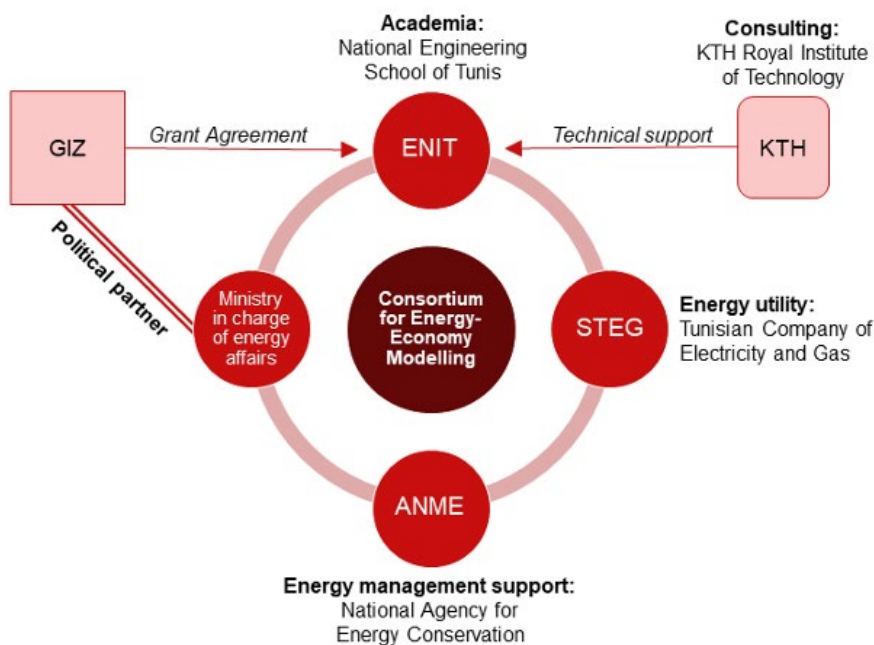 Academia:
National Engineering
School of Tunis
Consulting:
KTH Royal Institute
of Technology
GIZ
Grant Agreement
ENIT
Technical support
KTH
Political partner
Ministry
in charge
of energy
affairs
Consortium
for Energy-
Economy
Modelling
STEG
Energy utility:
Tunisian Company of
Electricity and Gas
ANME
Energy management support:
National Agency for
Energy Conservation